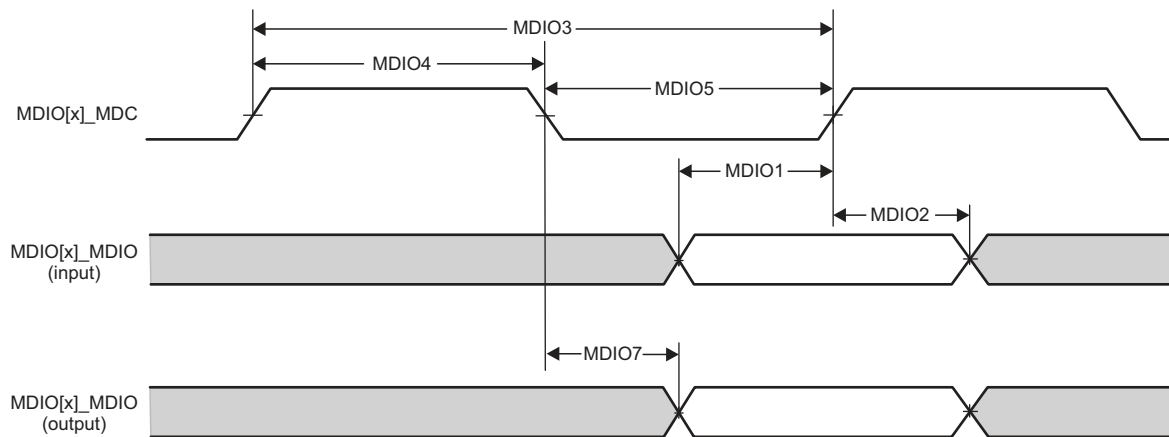 MDIO3
MDIO4
MDIO5
MDIO[x]_MDC
MDIO1
MDIO2
MDIO[x]_MDIO
(input)
MDIO7
MDIO[x]_MDIO
(output)